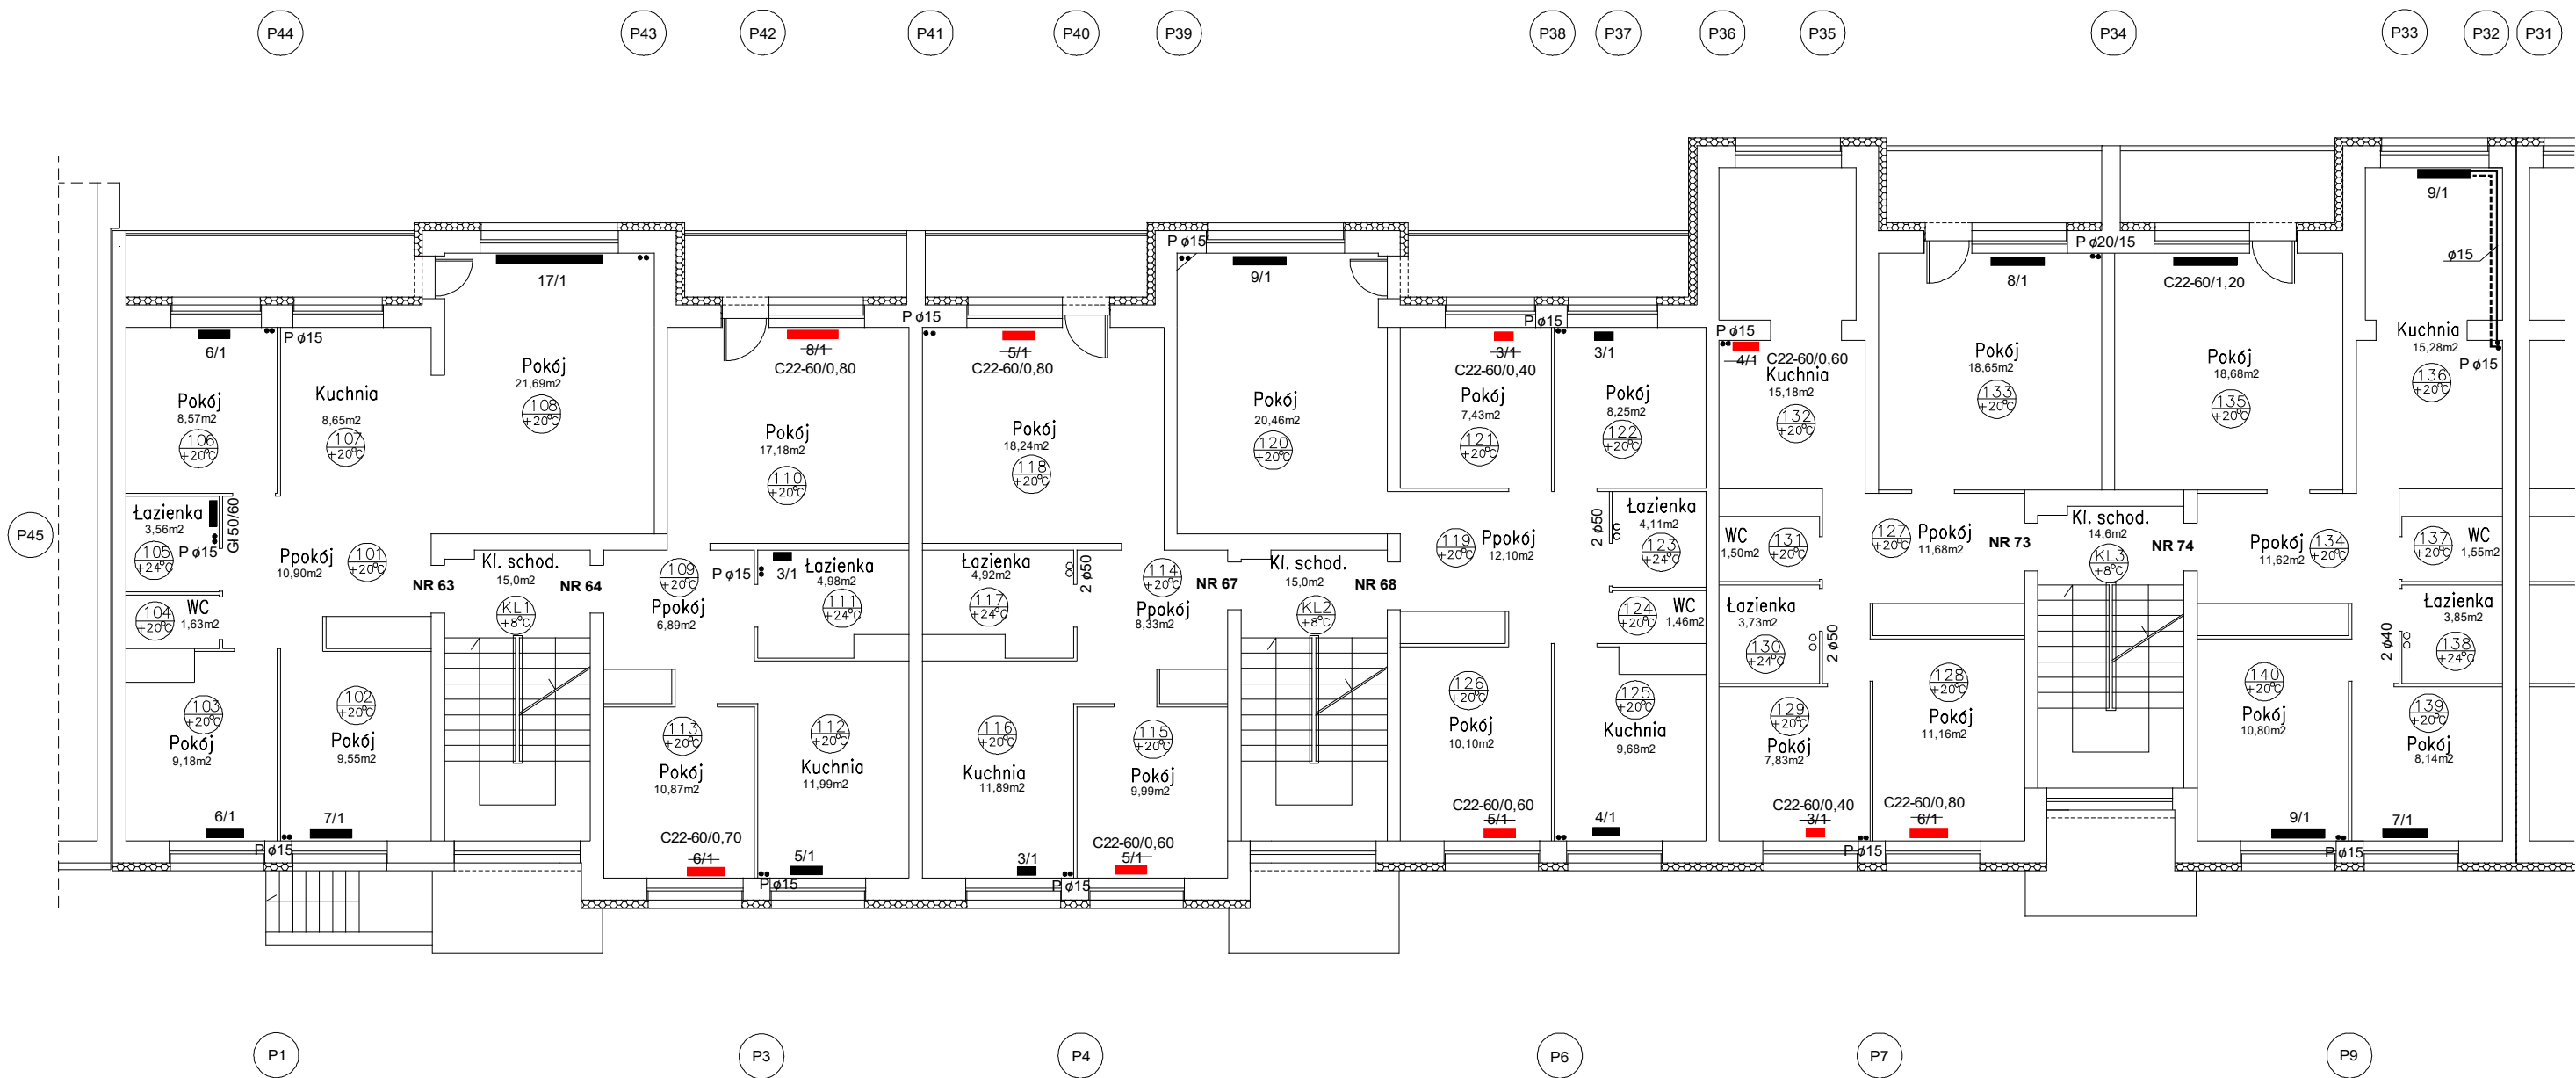 P44
P43
P42
P41
P40
P39
P38
P37
P36
P35
P34
P33
P32
P31
P45
6/1
P ø15
Pokój
8,57m2
106
+20°C
Kuchnia
8,65m2
107
+20°C
17/1
Pokój
21,69m2
108
+20°C
Łazienka
3,56m2
105
+24°C
P ø15
GŁ50/60
Ppokój
10,90m2
101
+20°C
NR 63
104
+20°C
WC
1,63m2
103
+20°C
Pokój
9,18m2
6/1
P ø15
102
+20°C
Pokój
9,55m2
7/1
Kl. schod.
15,0m2
KL1
+8°C
NR 64
8/1
C22-60/0,80
Pokój
17,18m2
110
+20°C
109
+20°C
Ppokój
6,89m2
P ø15
3/1
Łazienka
4,98m2
111
+24°C
113
+20°C
Pokój
10,87m2
C22-60/0,70
6/1
112
+20°C
Kuchnia
11,99m2
5/1
P ø15
P ø15
5/1
C22-60/0,80
Pokój
18,24m2
118
+20°C
Łazienka
4,92m2
117
+24°C
2 ø50
114
+20°C
Ppokój
8,33m2
NR 67
116
+20°C
Kuchnia
11,89m2
3/1
P ø15
115
+20°C
Pokój
9,99m2
C22-60/0,60
5/1
Kl. schod.
15,0m2
KL2
+8°C
NR 68
P ø15
9/1
Pokój
20,46m2
120
+20°C
P ø15
3/1
C22-60/0,40
Pokój
7,43m2
121
+20°C
3/1
Pokój
8,25m2
122
+20°C
119
+20°C
Ppokój
12,10m2
2 ø50
Łazienka
4,11m2
123
+24°C
124
+20°C
WC
1,46m2
126
+20°C
Pokój
10,10m2
C22-60/0,60
5/1
125
+20°C
Kuchnia
9,68m2
4/1
P ø15
4/1
C22-60/0,60
Kuchnia
15,18m2
132
+20°C
8/1
Pokój
18,65m2
133
+20°C
WC
1,50m2
131
+20°C
127
+20°C
Ppokój
11,68m2
NR 73
Łazienka
3,73m2
130
+24°C
2 ø50
129
+20°C
Pokój
7,83m2
C22-60/0,40
3/1
P ø15
128
+20°C
Pokój
11,16m2
C22-60/0,80
6/1
Kl. schod.
14,6m2
KL3
+8°C
NR 74
P ø20/15
C22-60/1,20
Pokój
18,68m2
135
+20°C
9/1
ø15
Kuchnia
15,28m2
P ø15
136
+20°C
Ppokój
11,62m2
134
+20°C
137
+20°C
WC
1,55m2
Łazienka
3,85m2
138
+24°C
2 ø40
140
+20°C
Pokój
10,80m2
9/1
P ø15
139
+20°C
Pokój
8,14m2
7/1
P1
P3
P4
P6
P7
P9